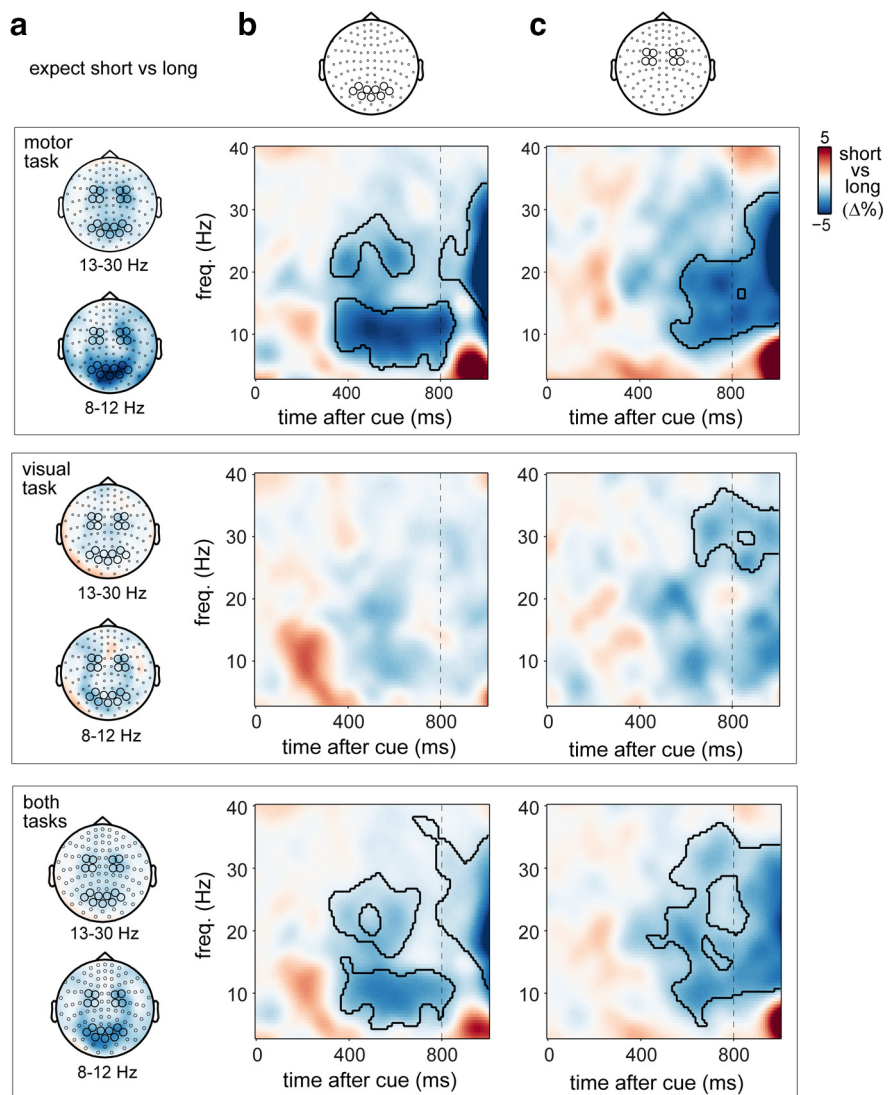 a
b
c
expect short vs long
motor
task
13-30 Hz
8-12 Hz
freq. (Hz)
40
30
20
10
0
400
800
time after cue (ms)
40
30
20
10
0
400
800
time after cue (ms)
5
short
vs
long
(Δ%)
−5
visual
task
13-30 Hz
8-12 Hz
freq. (Hz)
40
30
20
10
0
400
800
time after cue (ms)
40
30
20
10
0
400
800
time after cue (ms)
both
tasks
13-30 Hz
8-12 Hz
freq. (Hz)
40
30
20
10
0
400
800
time after cue (ms)
40
30
20
10
0
400
800
time after cue (ms)